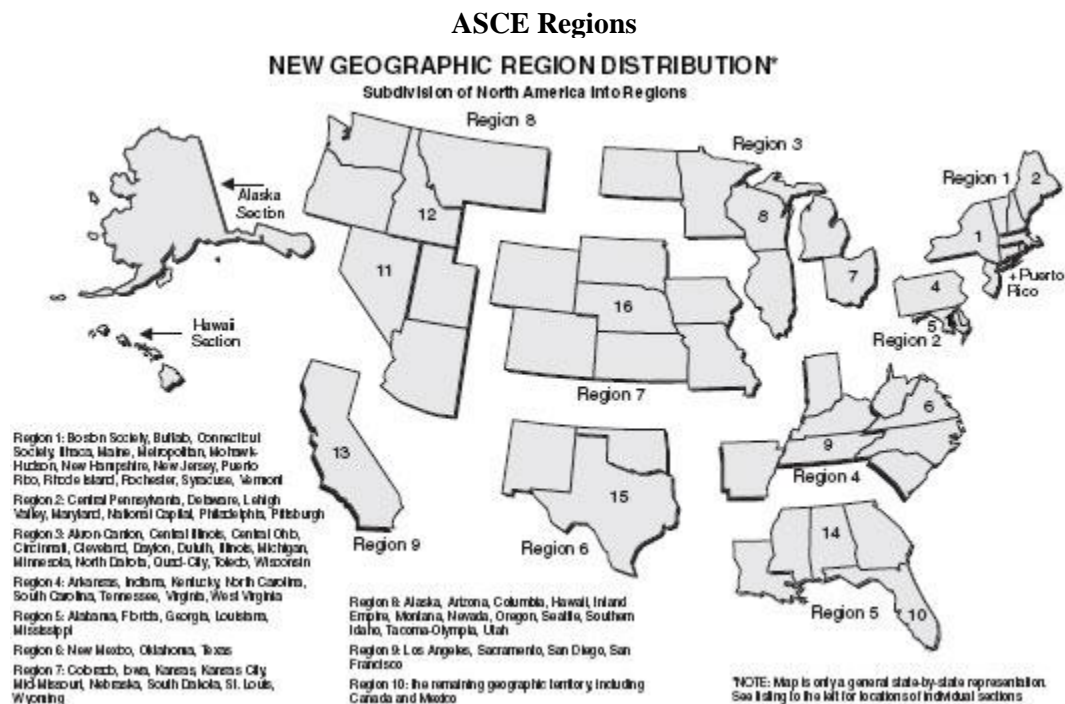 ASCE Regions
NEW GEOGRAPHIC REGION DISTRIBUTION*
Subdivision of North America Into Regions
Region 8
Region 3
Region 1
2
Alaska
Section
12
8
1
11
7
+ Puerto
Rico
4
16
5
Region 2
Hawaii
Section
Region 7
6
9
Region 4
13
15
14
Region 9
Region 6
Region 5
10
Region 1: Boston Society, Buffalo, Connecticut
Society, Ithaca, Maine, Metropolitan, Mohawk-
Hudson, New Hampshire, New Jersey, Puerto
Rico, Rhode Island, Rochester, Syracuse, Vermont
Region 2: Central Pennsylvania, Delaware, Lehigh
Valley, Maryland, National Capital, Philadelphia, Pittsburgh
Region 3: Akron-Canton, Central Illinois, Central Ohio,
Cincinnati, Cleveland, Dayton, Duluth, Illinois, Michigan,
Minnesota, North Dakota, Quad-City, Toledo, Wisconsin
Region 4: Arkansas, Indiana, Kentucky, North Carolina,
South Carolina, Tennessee, Virginia, West Virginia
Region 5: Alabama, Florida, Georgia, Louisiana,
Mississippi
Region 6: New Mexico, Oklahoma, Texas
Region 7: Colorado, Iowa, Kansas, Kansas City,
Mid-Missouri, Nebraska, South Dakota, St. Louis,
Wyoming
Region 8: Alaska, Arizona, Columbia, Hawaii, Inland
Empire, Montana, Nevada, Oregon, Seattle, Southern
Idaho, Tacoma-Olympia, Utah
Region 9: Los Angeles, Sacramento, San Diego, San
Francisco
Region 10: the remaining geographic territory, including
Canada and Mexico
*NOTE: Map is only a general state-by-state representation.
See listing to the left for locations of individual sections